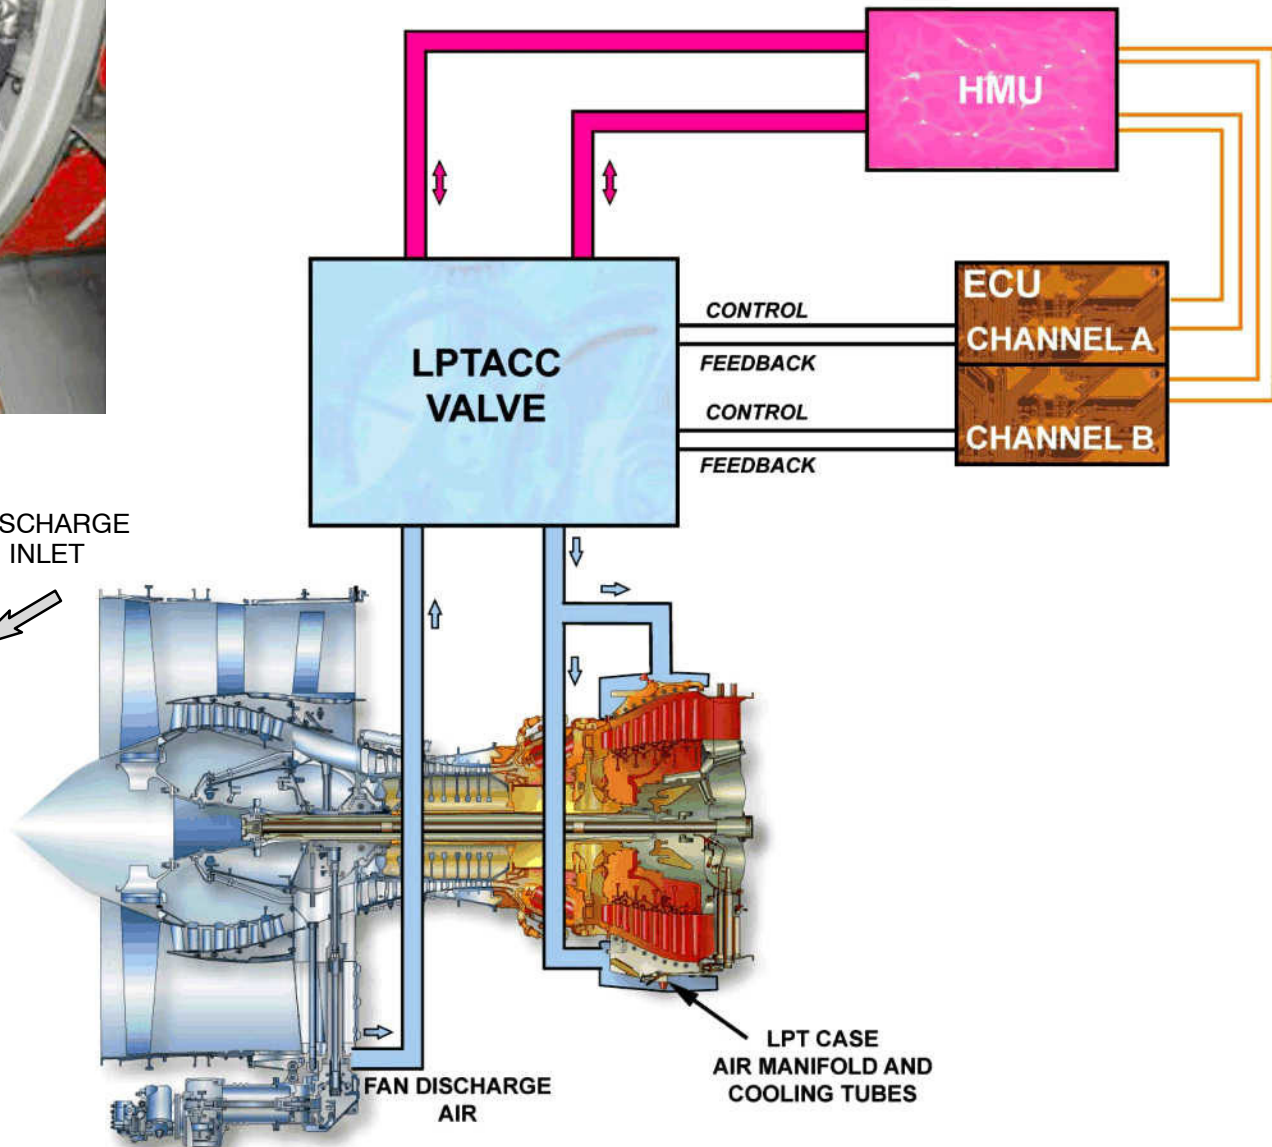 HMU
ECU
CHANNEL A
CHANNEL B
CONTROL
FEEDBACK
CONTROL
FEEDBACK
LPTACC
VALVE
INLET
FAN DISCHARGE
AIR
LPT CASE
AIR MANIFOLD AND
COOLING TUBES